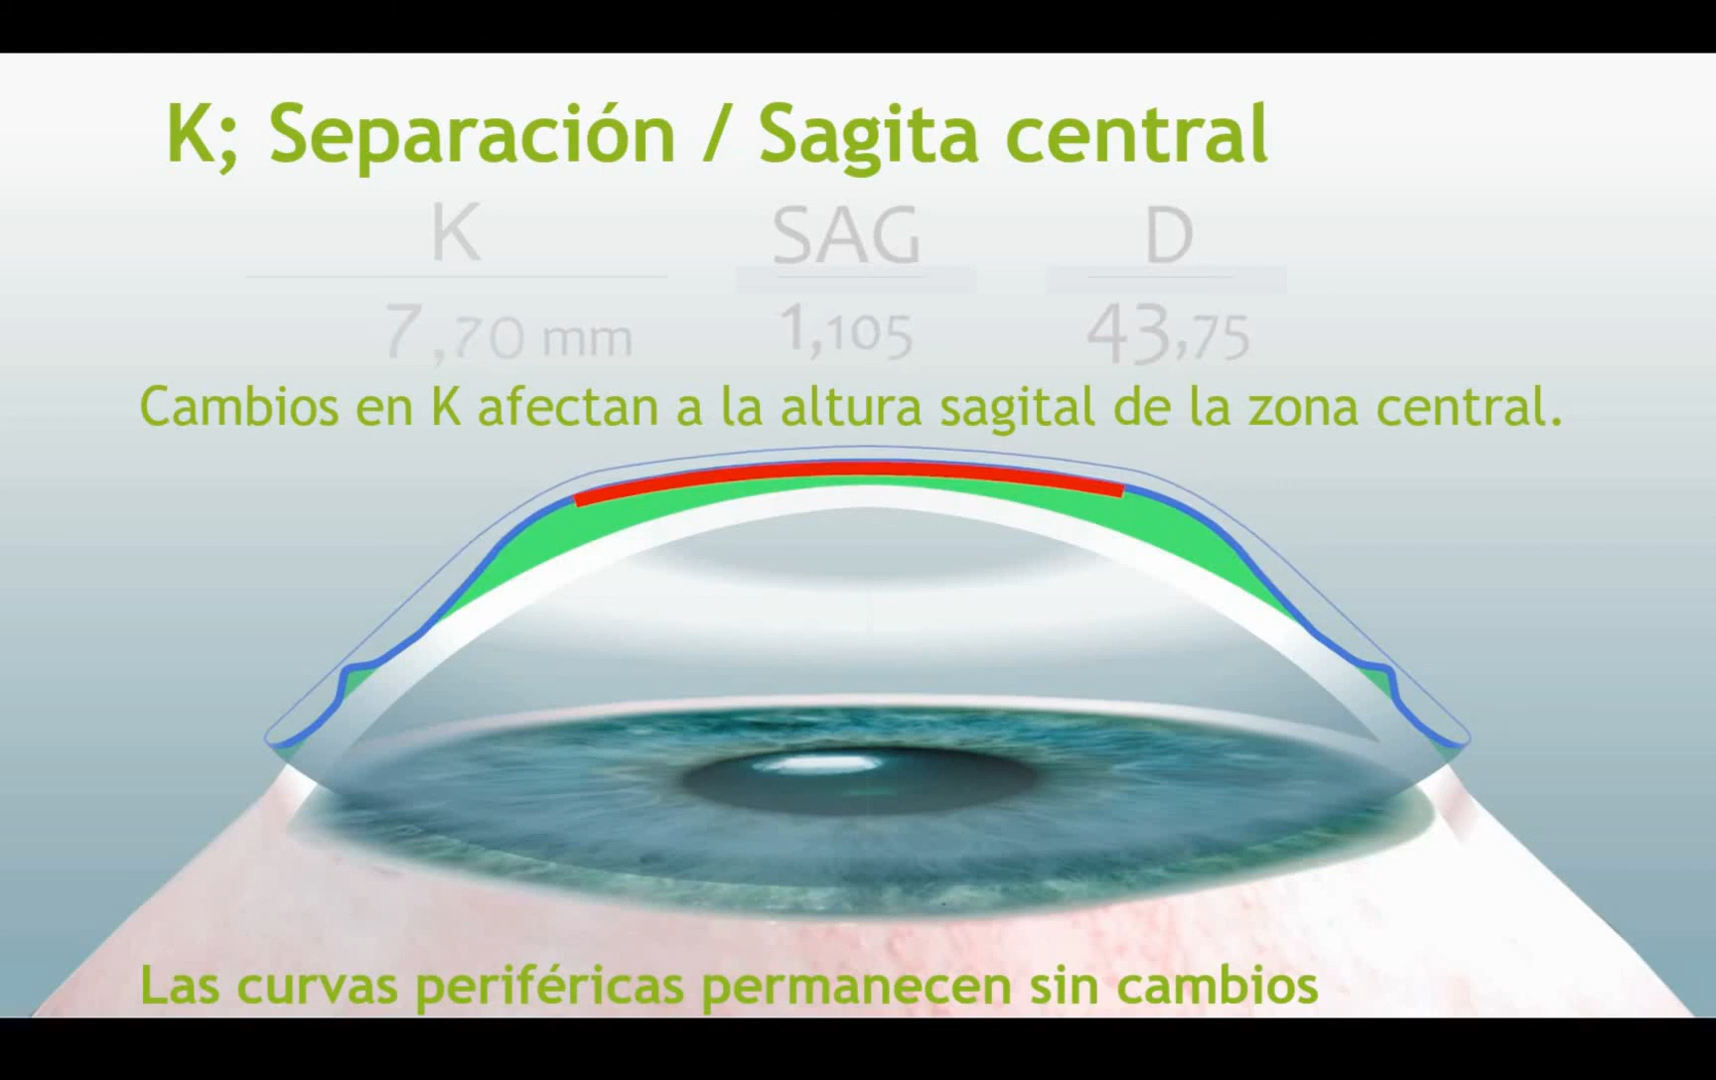 K; Separación / Sagita central
K SAG D
7,70 mm 1,105 43,75
Cambios en K afectan a la altura sagital de la zona central.
Las curvas periféricas permanecen sin cambios